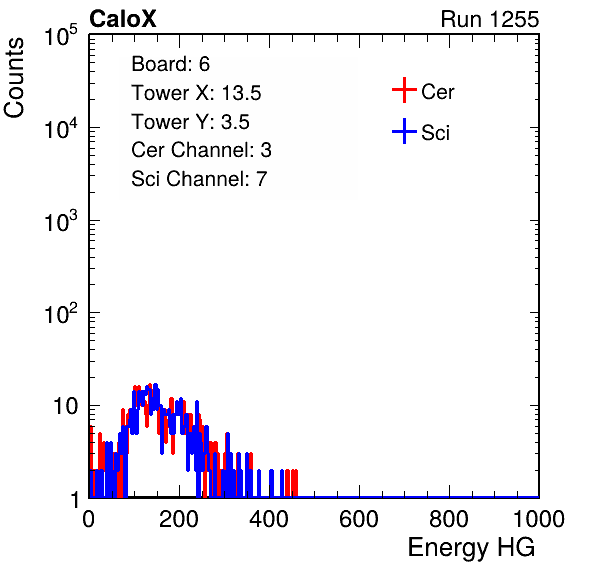 CaloX Run 1255
Counts
Board: 6
Tower X: 13.5
Tower Y: 3.5
Cer Channel: 3
Sci Channel: 7
Cer
Sci
10^5
10^4
10^3
10^2
10
1
0 200 400 600 800 1000
Energy HG